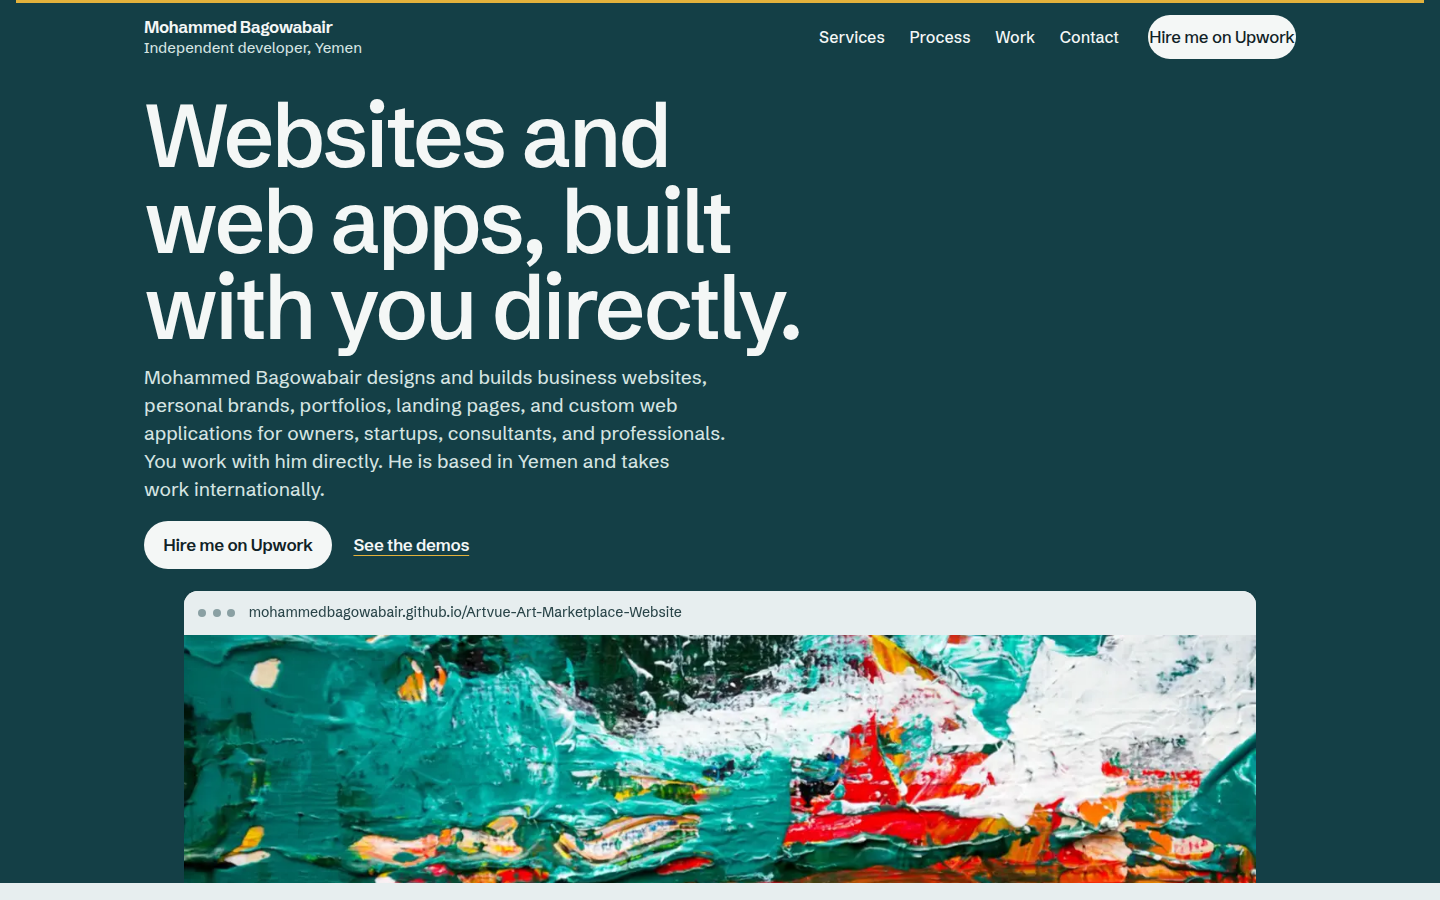 Mohammed Bagowabair
Independent developer, Yemen
Services
Process
Work
Contact
Hire me on Upwork
Websites and
web apps, built
with you directly.
Mohammed Bagowabair designs and builds business websites,
personal brands, portfolios, landing pages, and custom web
applications for owners, startups, consultants, and professionals.
You work with him directly. He is based in Yemen and takes
work internationally.
Hire me on Upwork
See the demos
mohammedbagowabair.github.io/Artvue-Art-Marketplace-Website